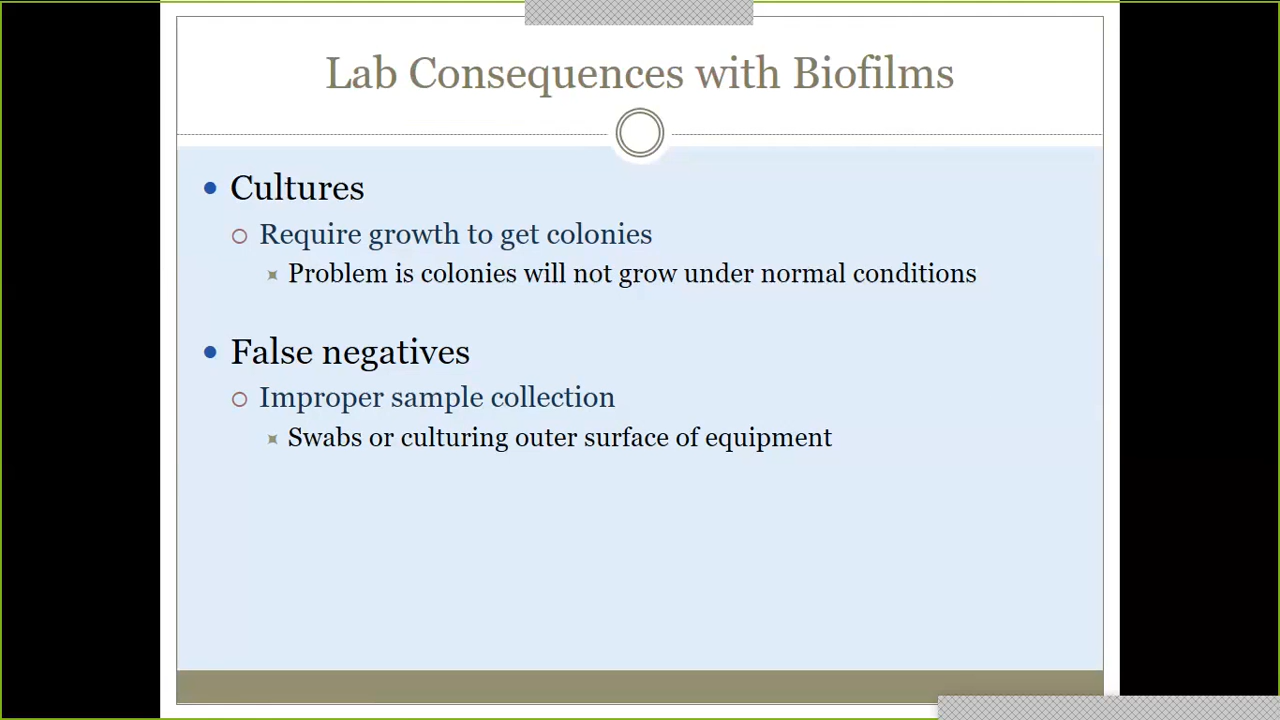 Lab Consequences with Biofilms
Cultures
Require growth to get colonies
Problem is colonies will not grow under normal conditions
False negatives
Improper sample collection
Swabs or culturing outer surface of equipment